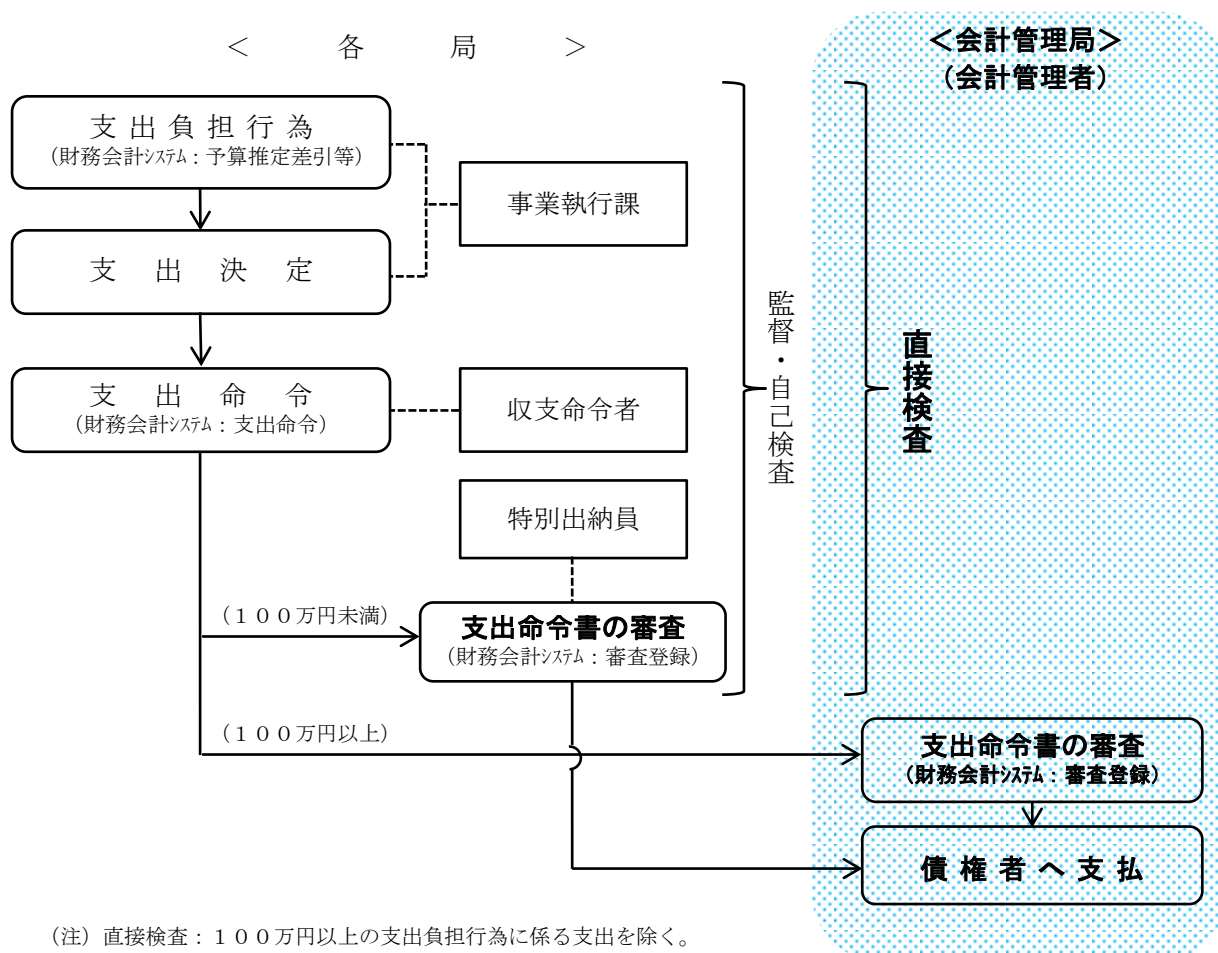 ＜　各　局　＞
＜会計管理局＞
（会計管理者）
支出負担行為
（財務会計ｼｽﾃﾑ：予算推定差引等）
事業執行課
支出決定
支出命令
（財務会計ｼｽﾃﾑ：支出命令）
収支命令者
特別出納員
監督・自己検査
直接検査
（１００万円未満）
支出命令書の審査
（財務会計ｼｽﾃﾑ：審査登録）
（１００万円以上）
支出命令書の審査
（財務会計ｼｽﾃﾑ：審査登録）
債権者へ支払
（注）直接検査：１００万円以上の支出負担行為に係る支出を除く。